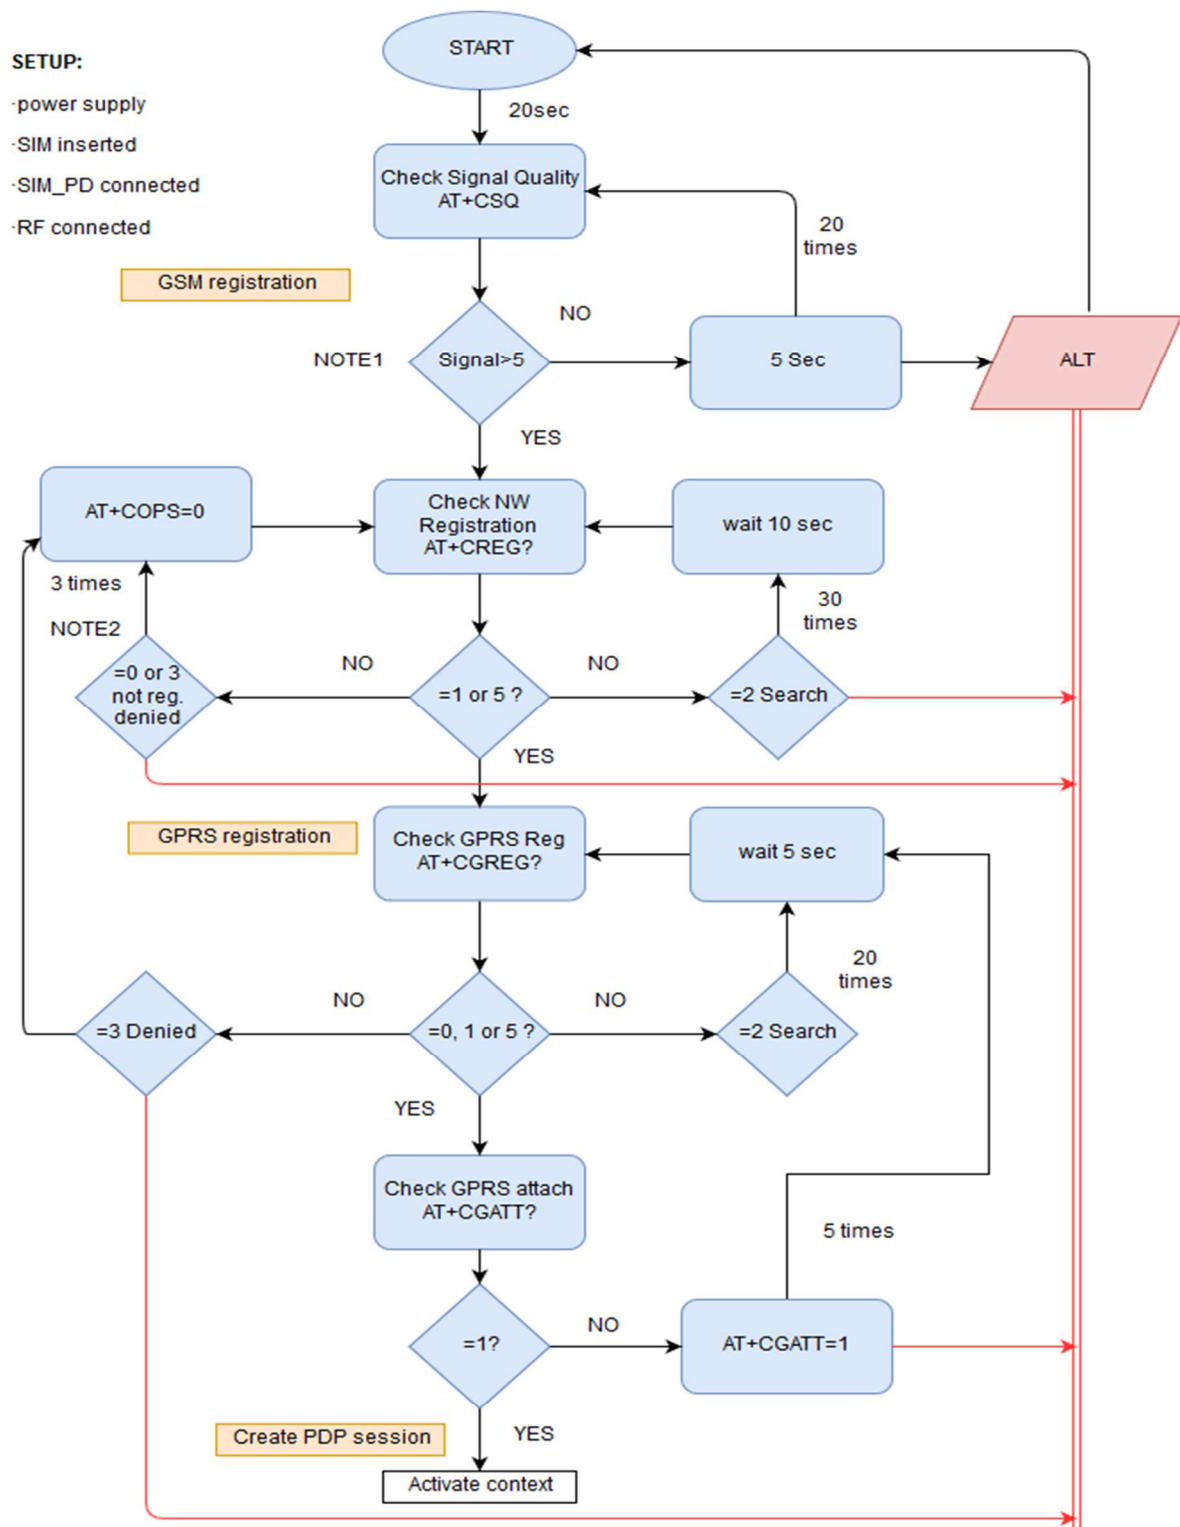 START
SETUP:
·power supply
·SIM inserted
·SIM_PD connected
·RF connected
20sec
Check Signal Quality
AT+CSQ
20
times
GSM registration
NO
NOTE1
Signal>5
5 Sec
ALT
YES
AT+COPS=0
Check NW
Registration
AT+CREG?
wait 10 sec
3 times
30
times
NOTE2
=0 or 3
not reg.
denied
NO
=1 or 5 ?
NO
=2 Search
YES
GPRS registration
Check GPRS Reg
AT+CGREG?
wait 5 sec
20
times
=3 Denied
NO
=0, 1 or 5 ?
NO
=2 Search
YES
Check GPRS attach
AT+CGATT?
5 times
=1?
NO
AT+CGATT=1
Create PDP session
YES
Activate context